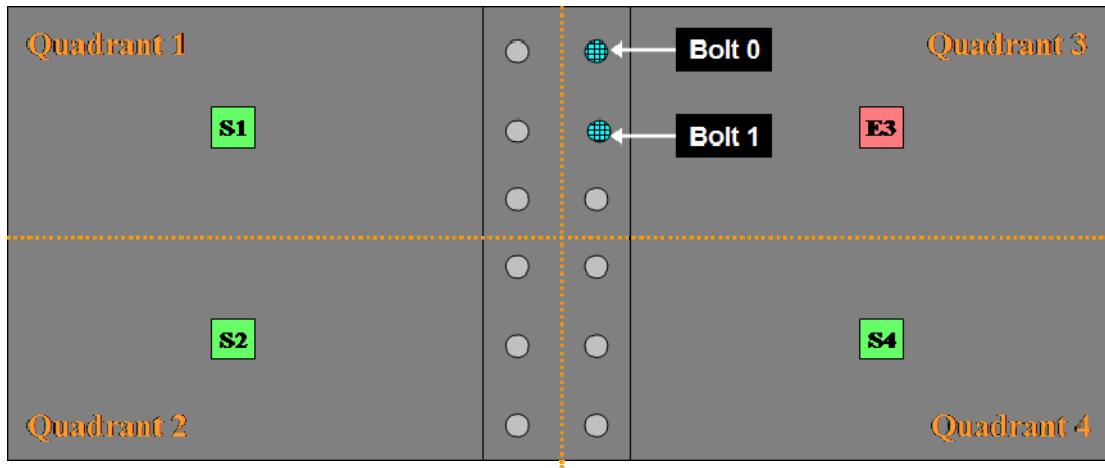 Quadrant 1
Bolt 0
Quadrant 3
S1
Bolt 1
E3
S2
S4
Quadrant 2
Quadrant 4